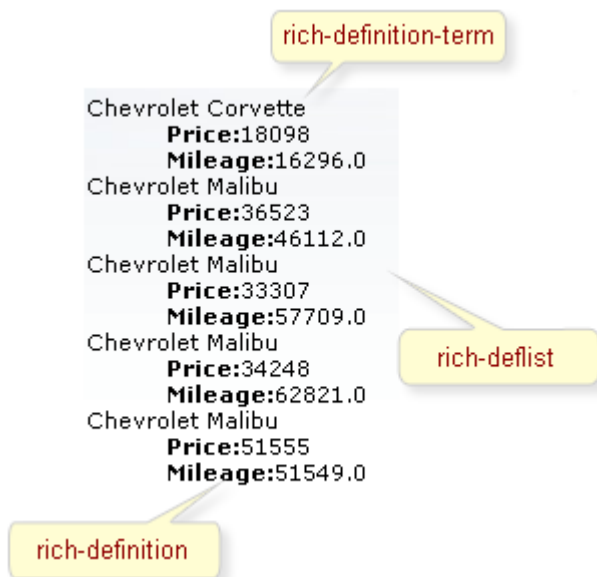 rich-definition-term
Chevrolet Corvette
Price:18098
Mileage:16296.0
Chevrolet Malibu
Price:36523
Mileage:46112.0
Chevrolet Malibu
Price:33307
Mileage:57709.0
Chevrolet Malibu
Price:34248
Mileage:62821.0
Chevrolet Malibu
Price:51555
Mileage:51549.0
rich-deflist
rich-definition